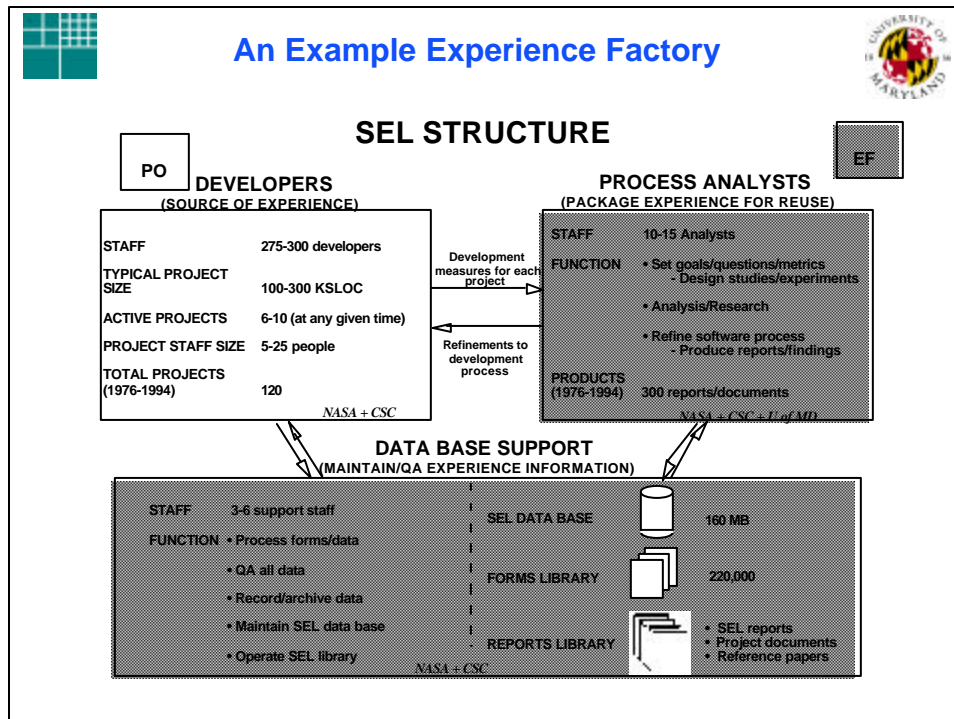 An Example Experience Factory
UNIVERSITY OF
18 56
MARYLAND
SEL STRUCTURE
PO
EF
DEVELOPERS
(SOURCE OF EXPERIENCE)
STAFF 275-300 developers
TYPICAL PROJECT
SIZE 100-300 KSLOC
ACTIVE PROJECTS 6-10 (at any given time)
PROJECT STAFF SIZE 5-25 people
TOTAL PROJECTS
(1976-1994) 120
NASA + CSC
Development
measures for each
project
Refinements to
development
process
PROCESS ANALYSTS
(PACKAGE EXPERIENCE FOR REUSE)
STAFF 10-15 Analysts
FUNCTION • Set goals/questions/metrics
- Design studies/experiments
• Analysis/Research
• Refine software process
- Produce reports/findings
PRODUCTS
(1976-1994) 300 reports/documents
NASA + CSC + U of MD
DATA BASE SUPPORT
(MAINTAIN/QA EXPERIENCE INFORMATION)
STAFF 3-6 support staff
FUNCTION • Process forms/data
• QA all data
• Record/archive data
• Maintain SEL data base
• Operate SEL library
NASA + CSC
SEL DATA BASE 160 MB
FORMS LIBRARY 220,000
REPORTS LIBRARY • SEL reports
• Project documents
• Reference papers